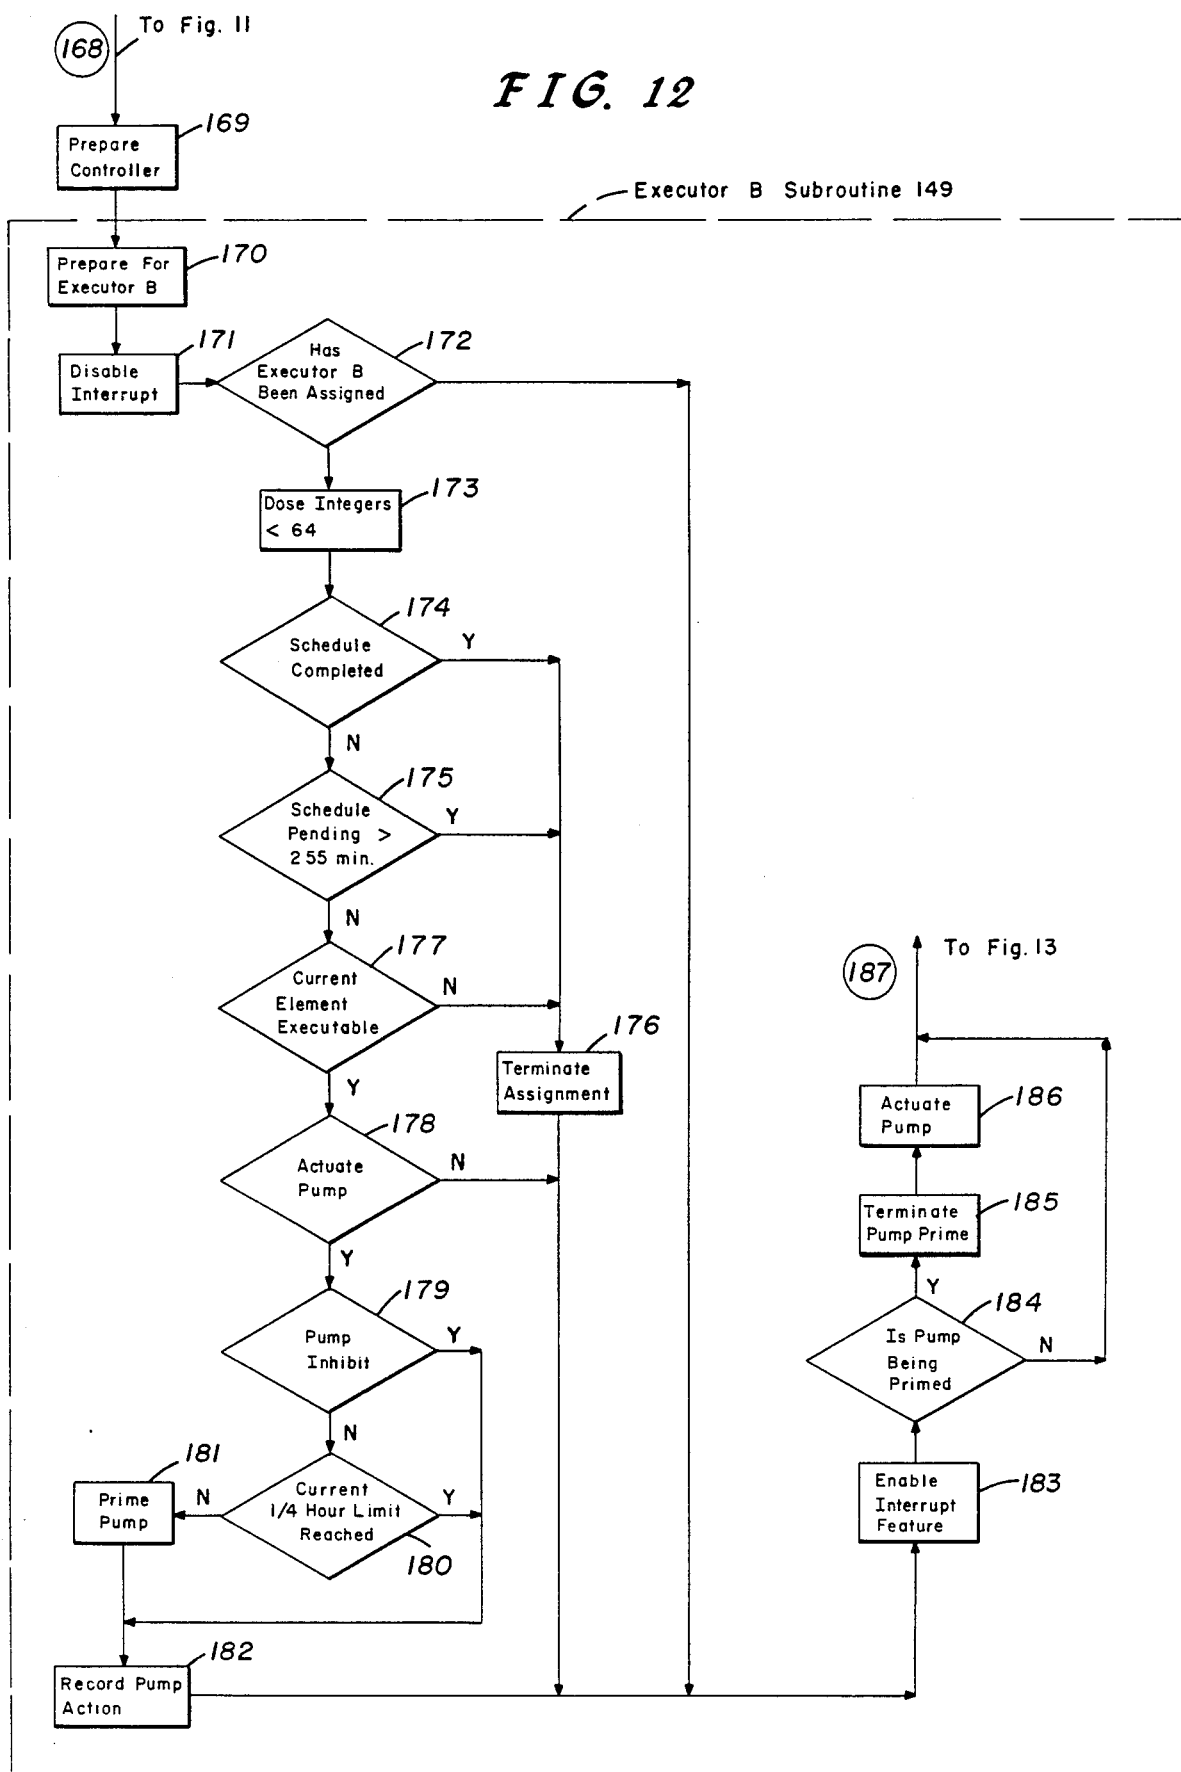 To Fig. 11
168
FIG. 12
169
Prepare
Controller
Executor B Subroutine 149
170
Prepare For
Executor B
171
Disable
Interrupt
172
Has
Executor B
Been Assigned
173
Dose Integers
< 64
174
Schedule
Completed
Y
N
175
Schedule
Pending >
255 min.
Y
N
177
Current
Element
Executable
N
Y
176
Terminate
Assignment
178
Actuate
Pump
N
Y
179
Pump
Inhibit
Y
N
180
Current
1/4 Hour Limit
Reached
Y
N
181
Prime
Pump
182
Record Pump
Action
To Fig. 13
187
186
Actuate
Pump
185
Terminate
Pump Prime
Y
184
Is Pump
Being
Primed
N
183
Enable
Interrupt
Feature